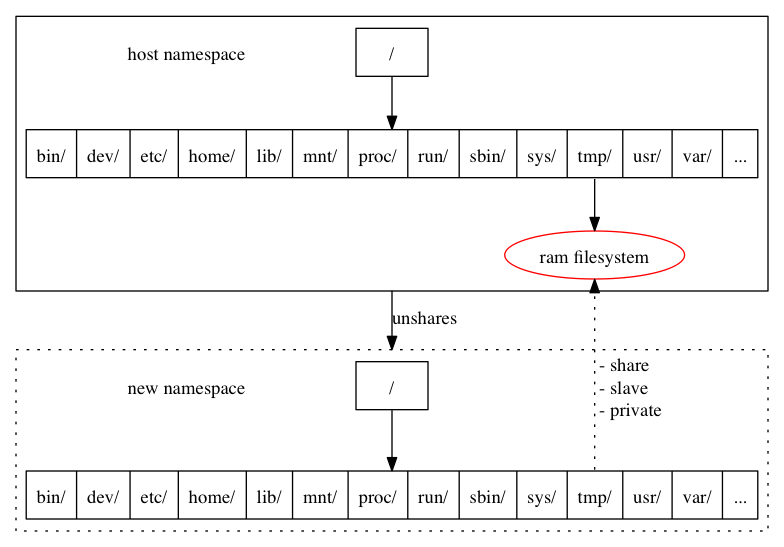 host namespace
/
bin/ dev/ etc/ home/ lib/ mnt/ proc/ run/ sbin/ sys/ tmp/ usr/ var/ ...
ram filesystem
unshares
- share
- slave
- private
new namespace
/
bin/ dev/ etc/ home/ lib/ mnt/ proc/ run/ sbin/ sys/ tmp/ usr/ var/ ...